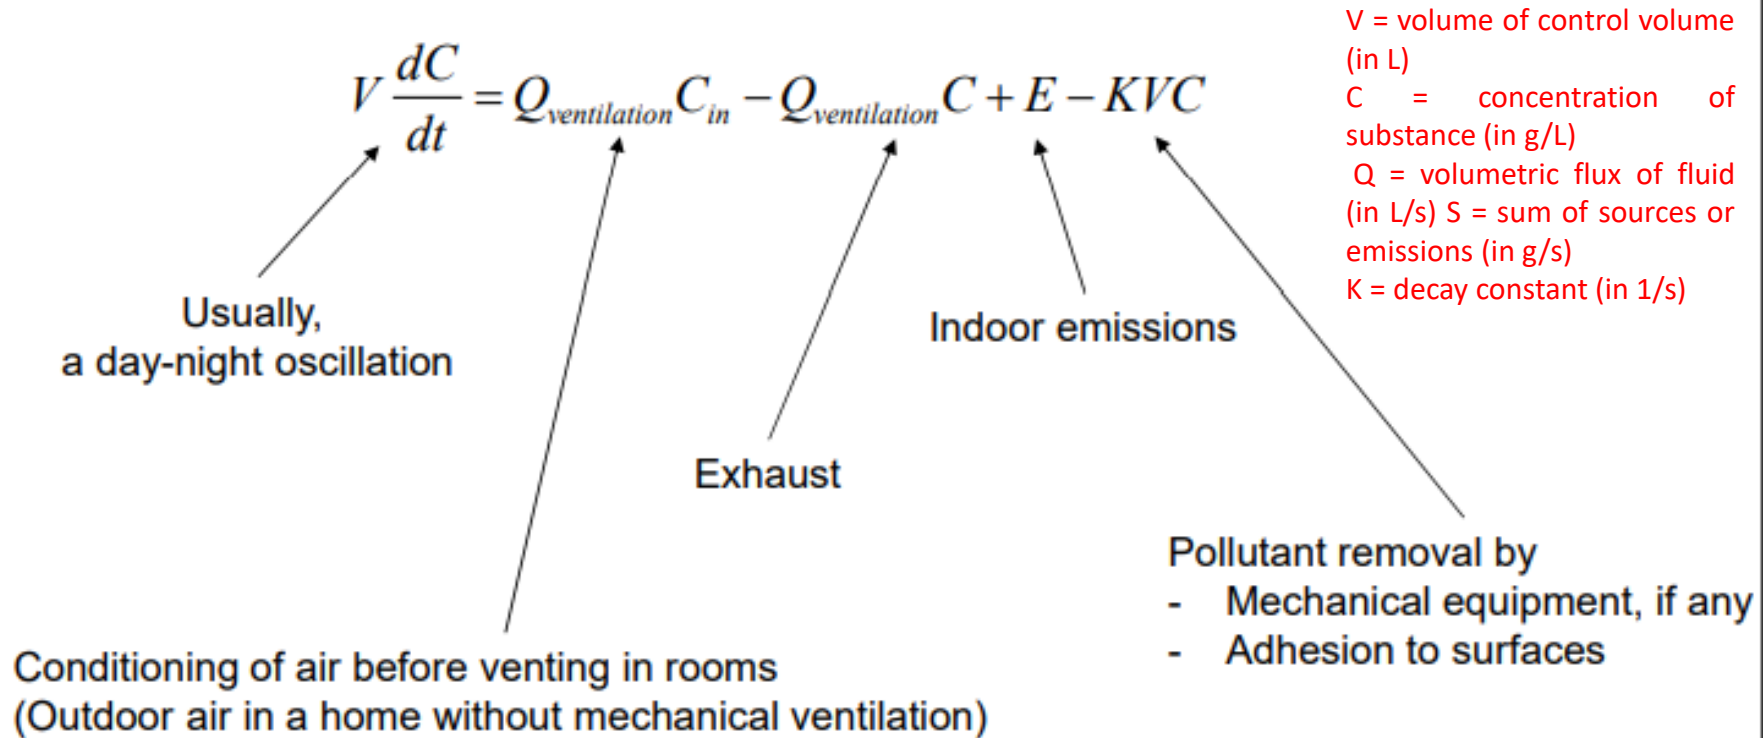 V dC/dt = Q_ventilation C_in − Q_ventilation C + E − KVC
V = volume of control volume
(in L)
C = concentration of
substance (in g/L)
Q = volumetric flux of fluid
(in L/s) S = sum of sources or
emissions (in g/s)
K = decay constant (in 1/s)
Usually,
a day-night oscillation
Indoor emissions
Exhaust
Pollutant removal by
- Mechanical equipment, if any
- Adhesion to surfaces
Conditioning of air before venting in rooms
(Outdoor air in a home without mechanical ventilation)